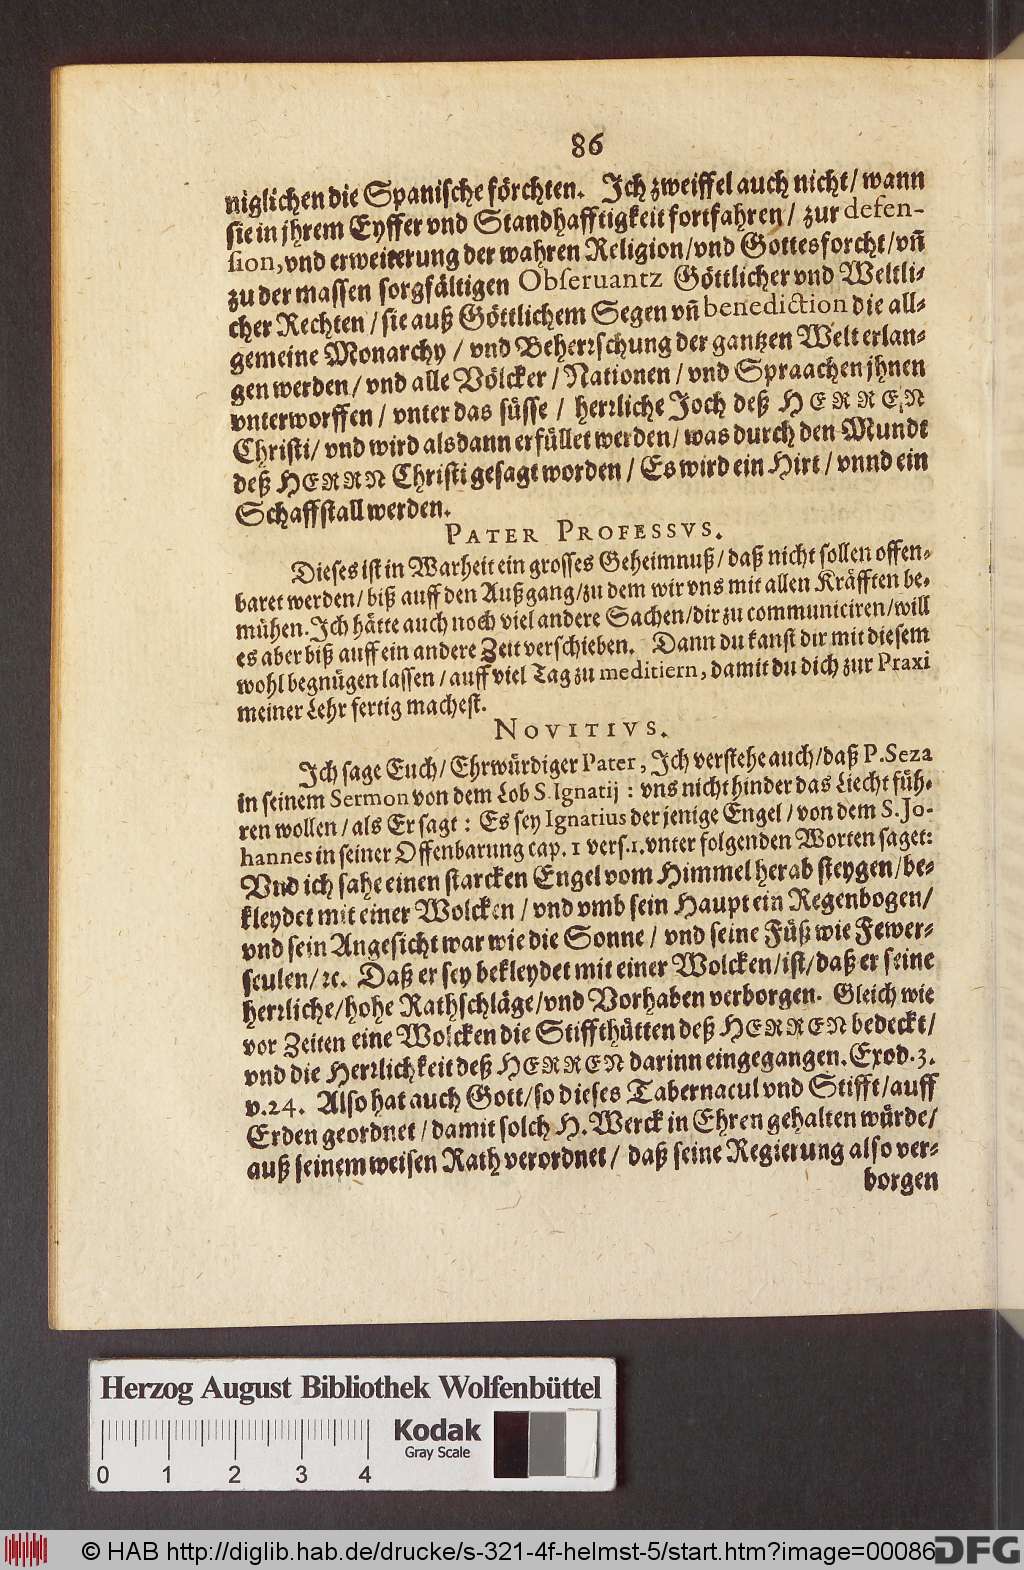 86
niglichen die Spanische förchten. Ich zweiffel auch nicht/ wann
sie in jhrem Eyffer vnd Standhafftigkeit fortfahren/ zur defen-
sion, vnd erweiterung der wahren Religion/ vnd Gottesforcht/ vñ
zu der massen sorgfältigen Obseruantz Göttlicher vnd Weltli-
cher Rechten/ sie auß Göttlichem Segen vñ benediction die all-
gemeine Monarchy/ vnd Beherrschung der gantzen Welt erlan-
gen werden/ vnd alle Völcker/ Nationen/ vnd Spraachen jhnen
vnterworffen/ vnter das süsse/ herrliche Joch deß HERREN
Christi/ vnd wird alsdann erfüllet werden/ was durch den Mundt
deß HERRN Christi gesagt worden/ Es wird ein Hirt/ vnnd ein
Schaffstall werden.
PATER PROFESSVS.
Dieses ist in Warheit ein grosses Geheimnuß/ daß nicht sollen offen-
baret werden/ biß auff den Außgang/ zu dem wir vns mit allen Kräfften be-
mühen. Ich hätte auch noch viel andere Sachen/ dir zu communiciren/ will
es aber biß auff ein andere Zeit verschieben. Dann du kanst dir mit diesem
wohl begnügen lassen/ auff viel Tag zu meditiern, damit du dich zur Praxi
meiner Lehr fertig machest.
NOVITIVS.
Ich sage Euch/ Ehrwürdiger Pater, Ich verstehe auch/ daß P. Seza
in seinem Sermon von dem Lob S. Ignatij: vns nicht hinder das Liecht füh-
ren wollen/ als Er sagt: Es sey Ignatius der jenige Engel/ von dem S. Jo-
hannes in seiner Offenbarung cap. 1 vers. 1. vnter folgenden Worten saget:
Vnd ich sahe einen starcken Engel vom Himmel herab steygen/ be-
kleydet mit einer Wolcken/ vnd vmb sein Haupt ein Regenbogen/
vnd sein Angesicht war wie die Sonne/ vnd seine Füß wie Fewer-
seulen/ ꝛc. Daß er sey bekleydet mit einer Wolcken/ ist/ daß er seine
herrliche/ hohe Rathschläge/ vnd Vorhaben verborgen. Gleich wie
vor Zeiten eine Wolcken die Stiffthütten deß HERREN bedeckt/
vnd die Herrlichkeit deß HERREN darinn eingegangen. Exod. 3.
v. 24. Also hat auch Gott/ so dieses Tabernacul vnd Stifft/ auff
Erden geordnet/ damit solch H. Werck in Ehren gehalten würde/
auß seinem weisen Rath verordnet/ daß seine Regierung also ver-
borgen
Herzog August Bibliothek Wolfenbüttel
Kodak
Gray Scale
0 1 2 3 4
© HAB http://diglib.hab.de/drucke/s-321-4f-helmst-5/start.htm?image=00086
DFG